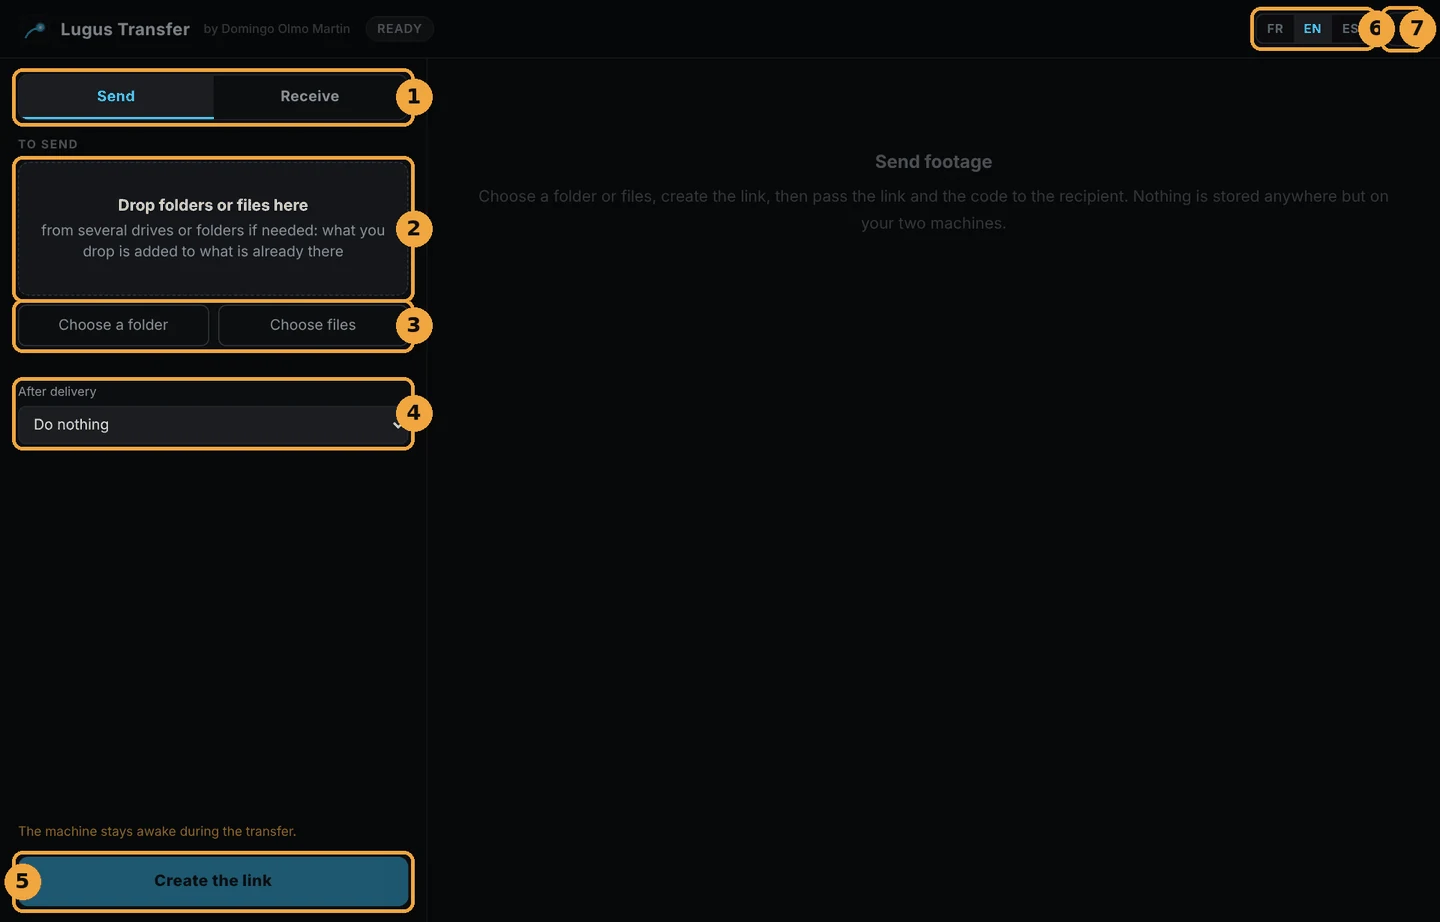 Lugus Transfer
by Domingo Olmo Martin
READY
FR
EN
ES
6
7
Send
Receive
1
TO SEND
Drop folders or files here
from several drives or folders if needed: what you
drop is added to what is already there
2
Choose a folder
Choose files
3
After delivery
Do nothing
4
Send footage
Choose a folder or files, create the link, then pass the link and the code to the recipient. Nothing is stored anywhere but on
your two machines.
The machine stays awake during the transfer.
5
Create the link